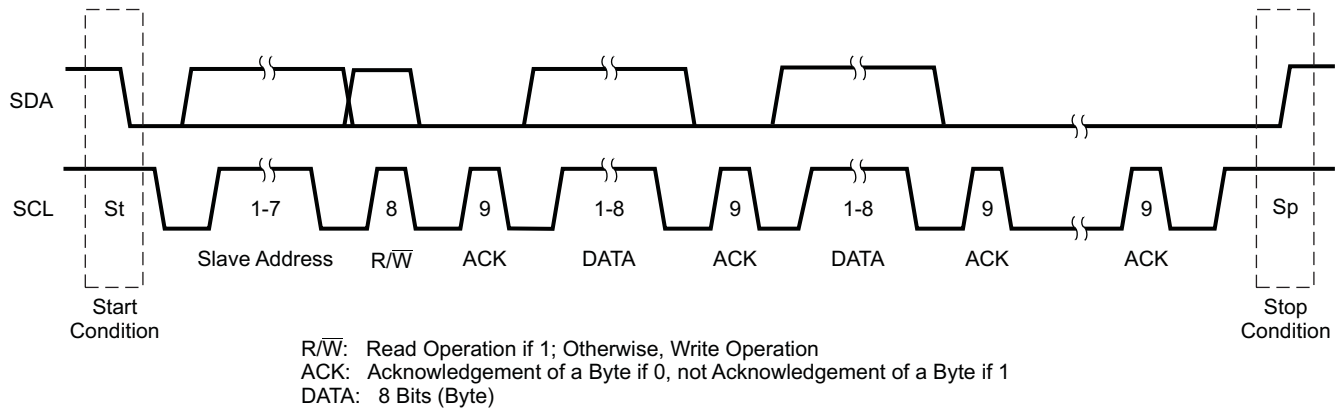 SDA
SCL
St 1-7 8 9 1-8 9 1-8 9 9 Sp
Slave Address R/W̅ ACK DATA ACK DATA ACK ACK
Start
Condition
Stop
Condition
R/W̅: Read Operation if 1; Otherwise, Write Operation
ACK: Acknowledgement of a Byte if 0, not Acknowledgement of a Byte if 1
DATA: 8 Bits (Byte)